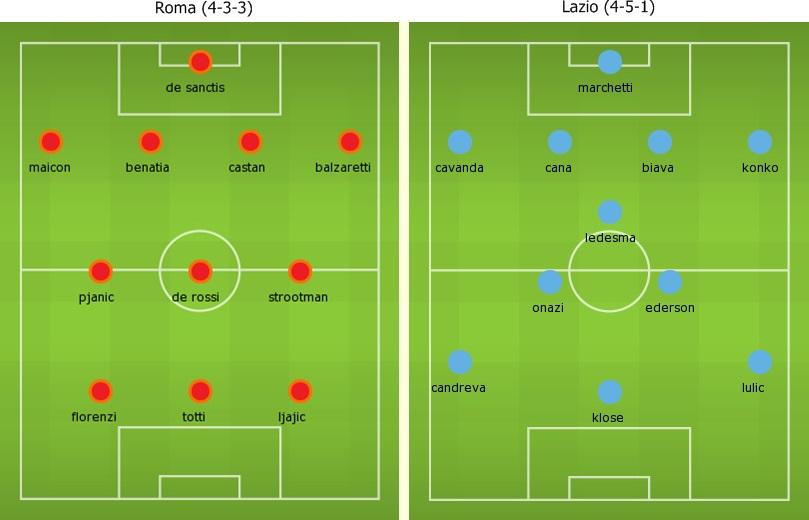 Roma (4-3-3)
de sanctis
maicon benatia castan balzaretti
pjanic de rossi strootman
florenzi totti ljajic
Lazio (4-5-1)
marchetti
cavanda cana biava konko
ledesma
onazi ederson
candreva lulic
klose